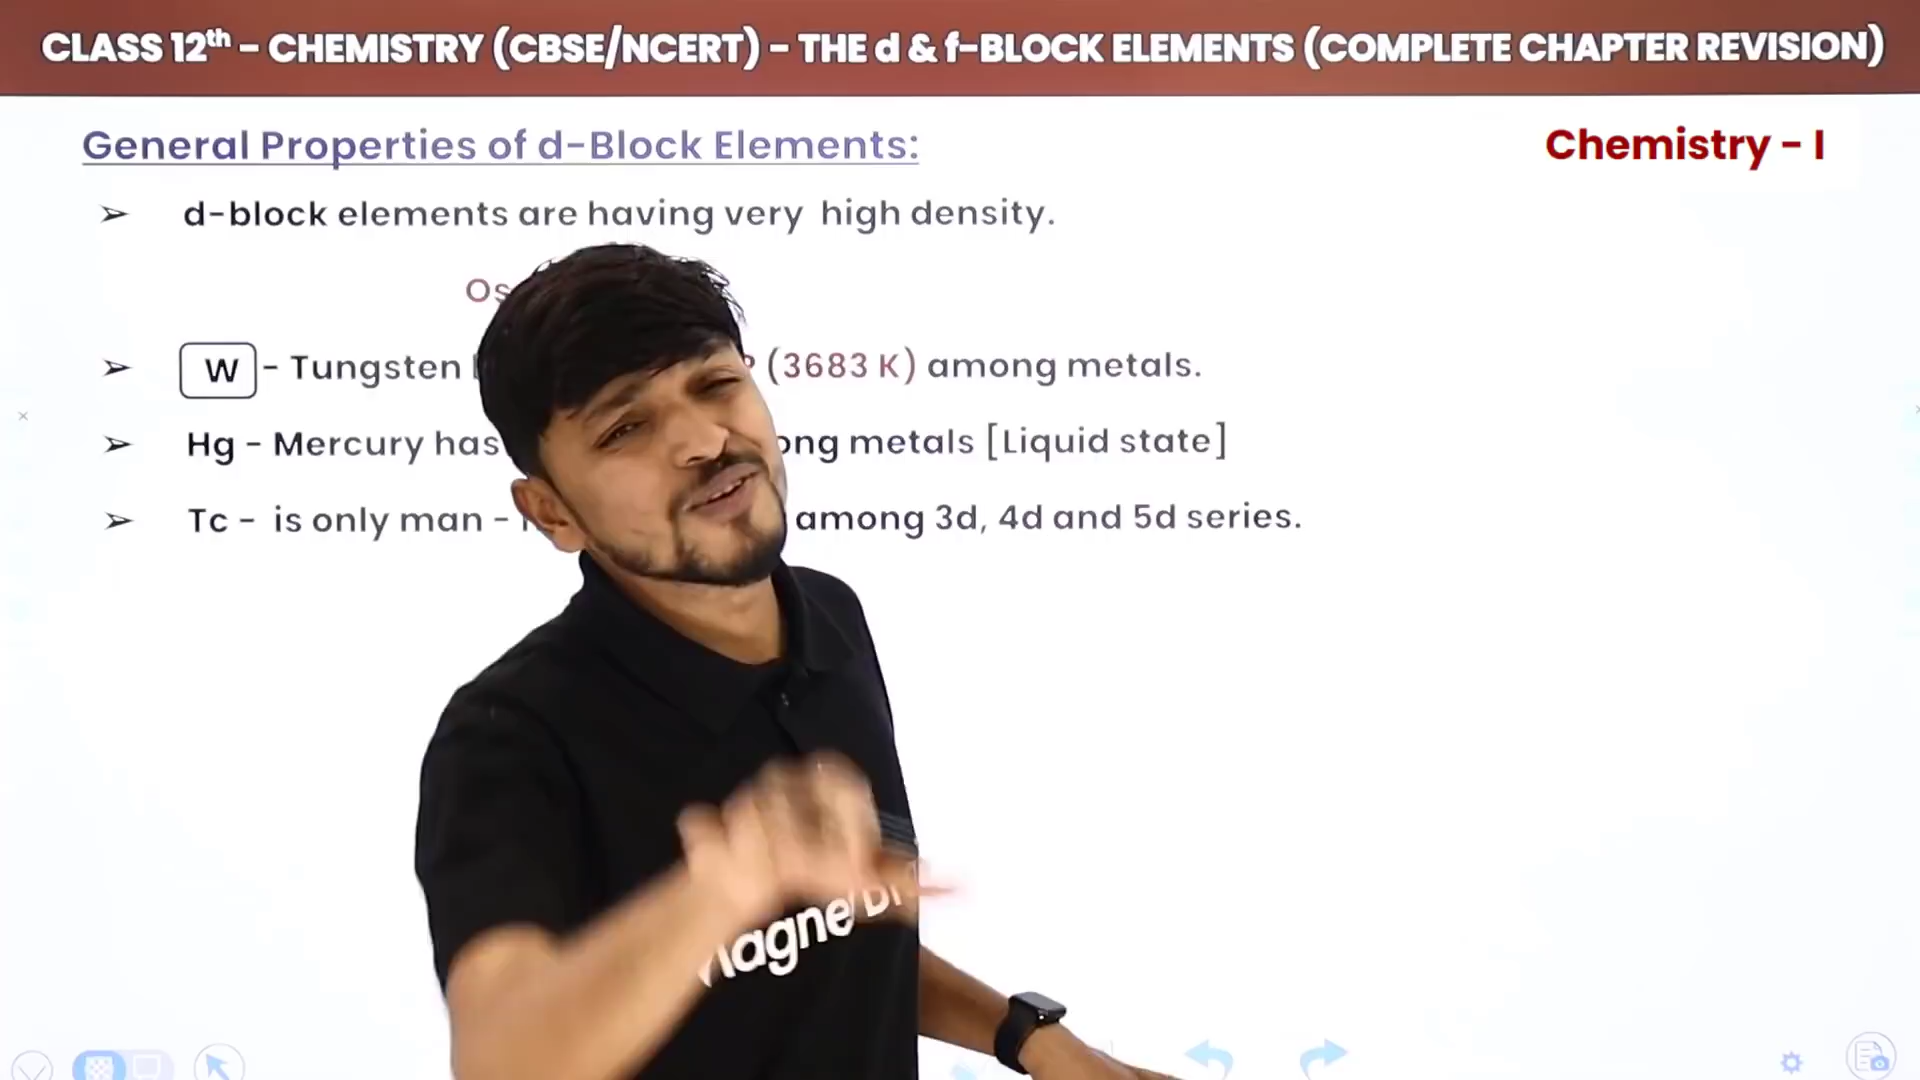 CLASS 12th - CHEMISTRY (CBSE/NCERT) - THE d & f-BLOCK ELEMENTS (COMPLETE CHAPTER REVISION)
General Properties of d-Block Elements:
Chemistry - I
➢ d-block elements are having very high density.
Os
➢ W - Tungsten (3683 K) among metals.
➢ Hg - Mercury has metals [Liquid state]
➢ Tc - is only man - among 3d, 4d and 5d series.